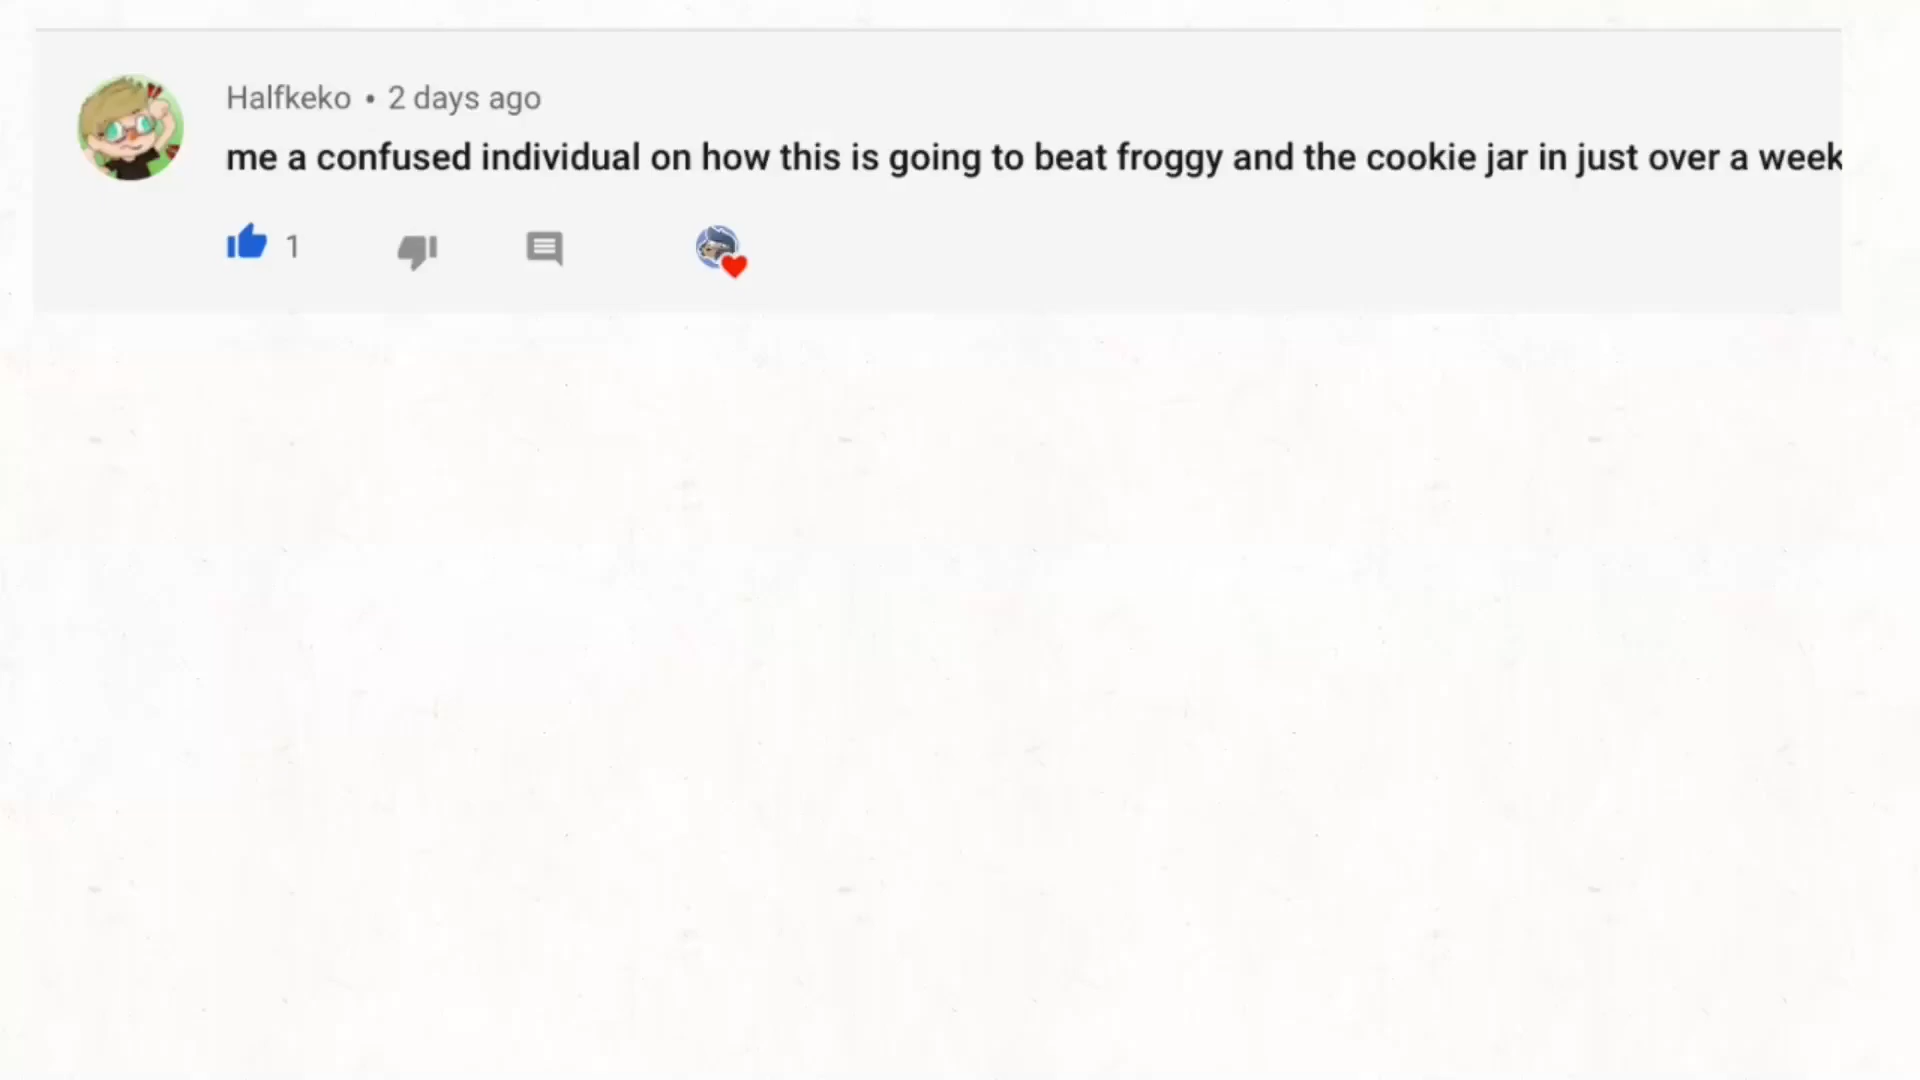 Halfkeko • 2 days ago
me a confused individual on how this is going to beat froggy and the cookie jar in just over a week
1